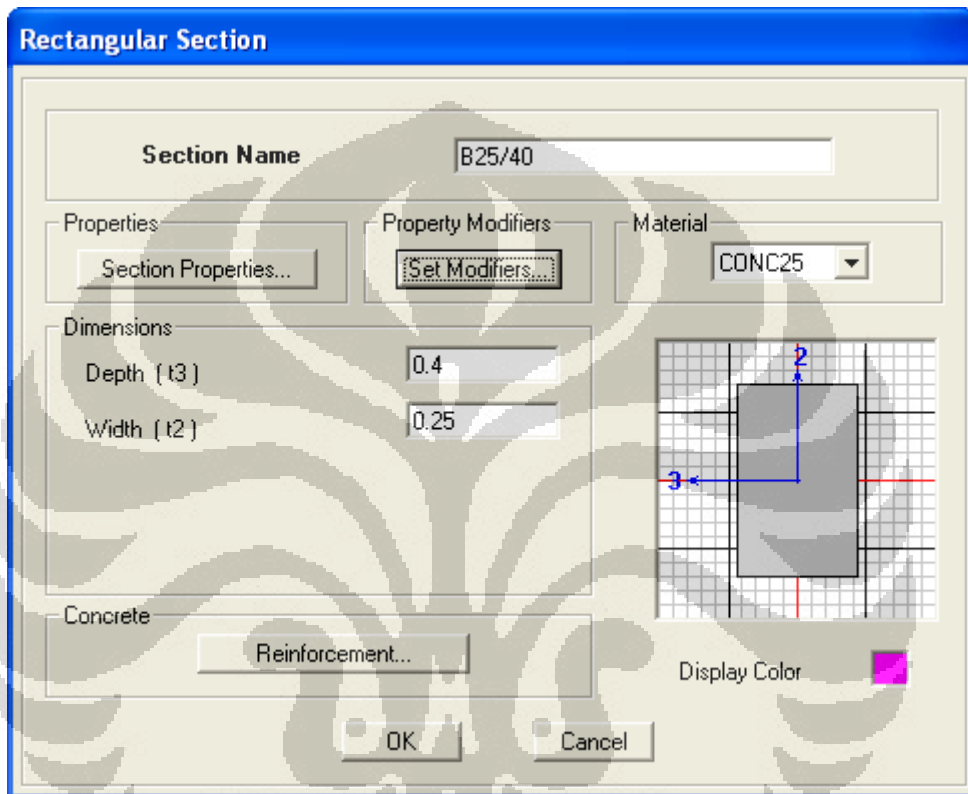 Rectangular Section
Section Name B25/40
Properties Property Modifiers Material
Section Properties... Set Modifiers... CONC25
Dimensions
Depth ( t3 ) 0.4
Width ( t2 ) 0.25
2
3
Concrete
Reinforcement...
Display Color
OK Cancel